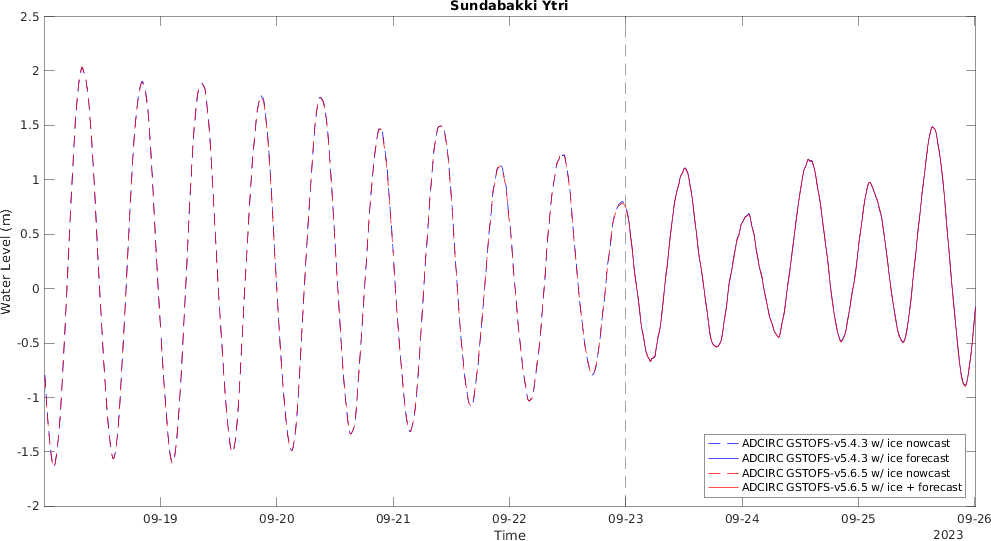 Sundabakki Ytri
2.5
2
1.5
1
0.5
0
-0.5
-1
-1.5
-2
Water Level (m)
09-19
09-20
09-21
09-22
09-23
09-24
09-25
09-26
Time
2023
ADCIRC GSTOFS-v5.4.3 w/ ice nowcast
ADCIRC GSTOFS-v5.4.3 w/ ice forecast
ADCIRC GSTOFS-v5.6.5 w/ ice nowcast
ADCIRC GSTOFS-v5.6.5 w/ ice + forecast